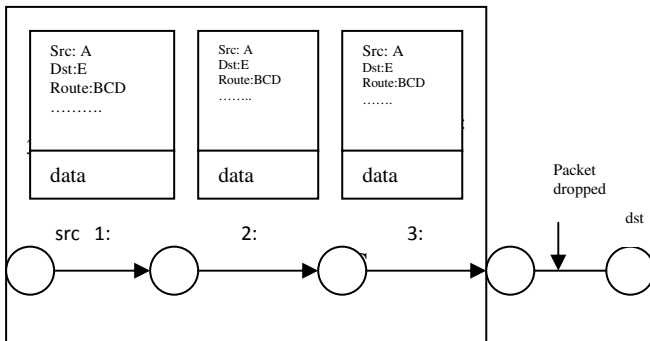 Src: A
Dst:E
Route:BCD
……….
data
Src: A
Dst:E
Route:BCD
……..
data
Src: A
Dst:E
Route:BCD
…….
data
Packet
dropped
dst
src 1:
2:
3: